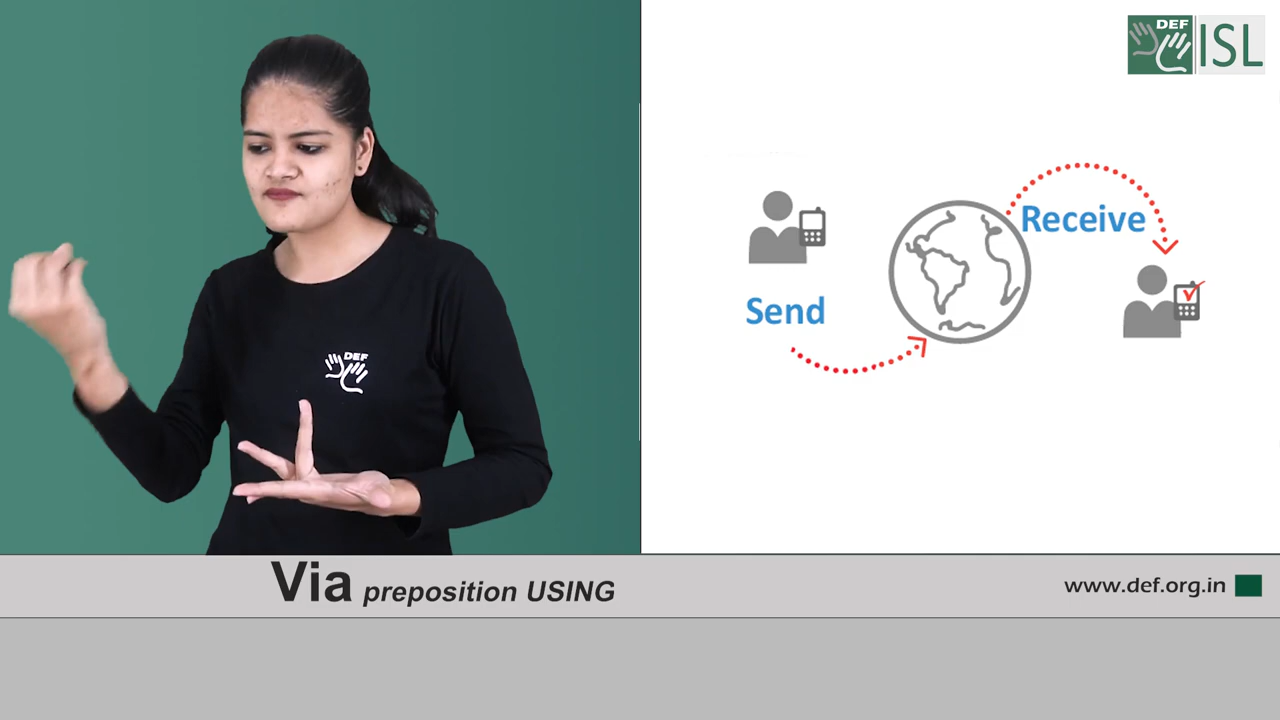 DEF
ISL
Receive
Send
DEF
Via preposition USING
www.def.org.in